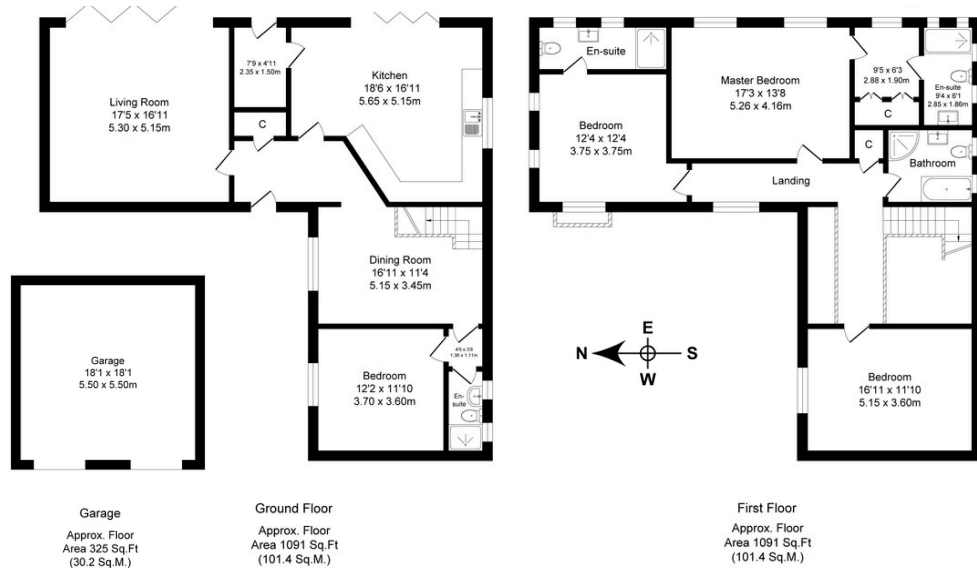 Living Room
17'5 x 16'11
5.30 x 5.15m
7'9 x 4'11
2.35 x 1.50m
C
Kitchen
18'6 x 16'11
5.65 x 5.15m
Dining Room
16'11 x 11'4
5.15 x 3.45m
Bedroom
12'2 x 11'10
3.70 x 3.60m
4'6 x 3'8
1.36 x 1.11m
En-
suite
Garage
18'1 x 18'1
5.50 x 5.50m
Garage
Approx. Floor
Area 325 Sq.Ft
(30.2 Sq.M.)
Ground Floor
Approx. Floor
Area 1091 Sq.Ft
(101.4 Sq.M.)
En-suite
Bedroom
12'4 x 12'4
3.75 x 3.75m
Master Bedroom
17'3 x 13'8
5.26 x 4.16m
9'5 x 6'3
2.88 x 1.90m
C
En-suite
9'4 x 6'1
2.85 x 1.86m
C
Bathroom
Landing
E
N
S
W
Bedroom
16'11 x 11'10
5.15 x 3.60m
First Floor
Approx. Floor
Area 1091 Sq.Ft
(101.4 Sq.M.)